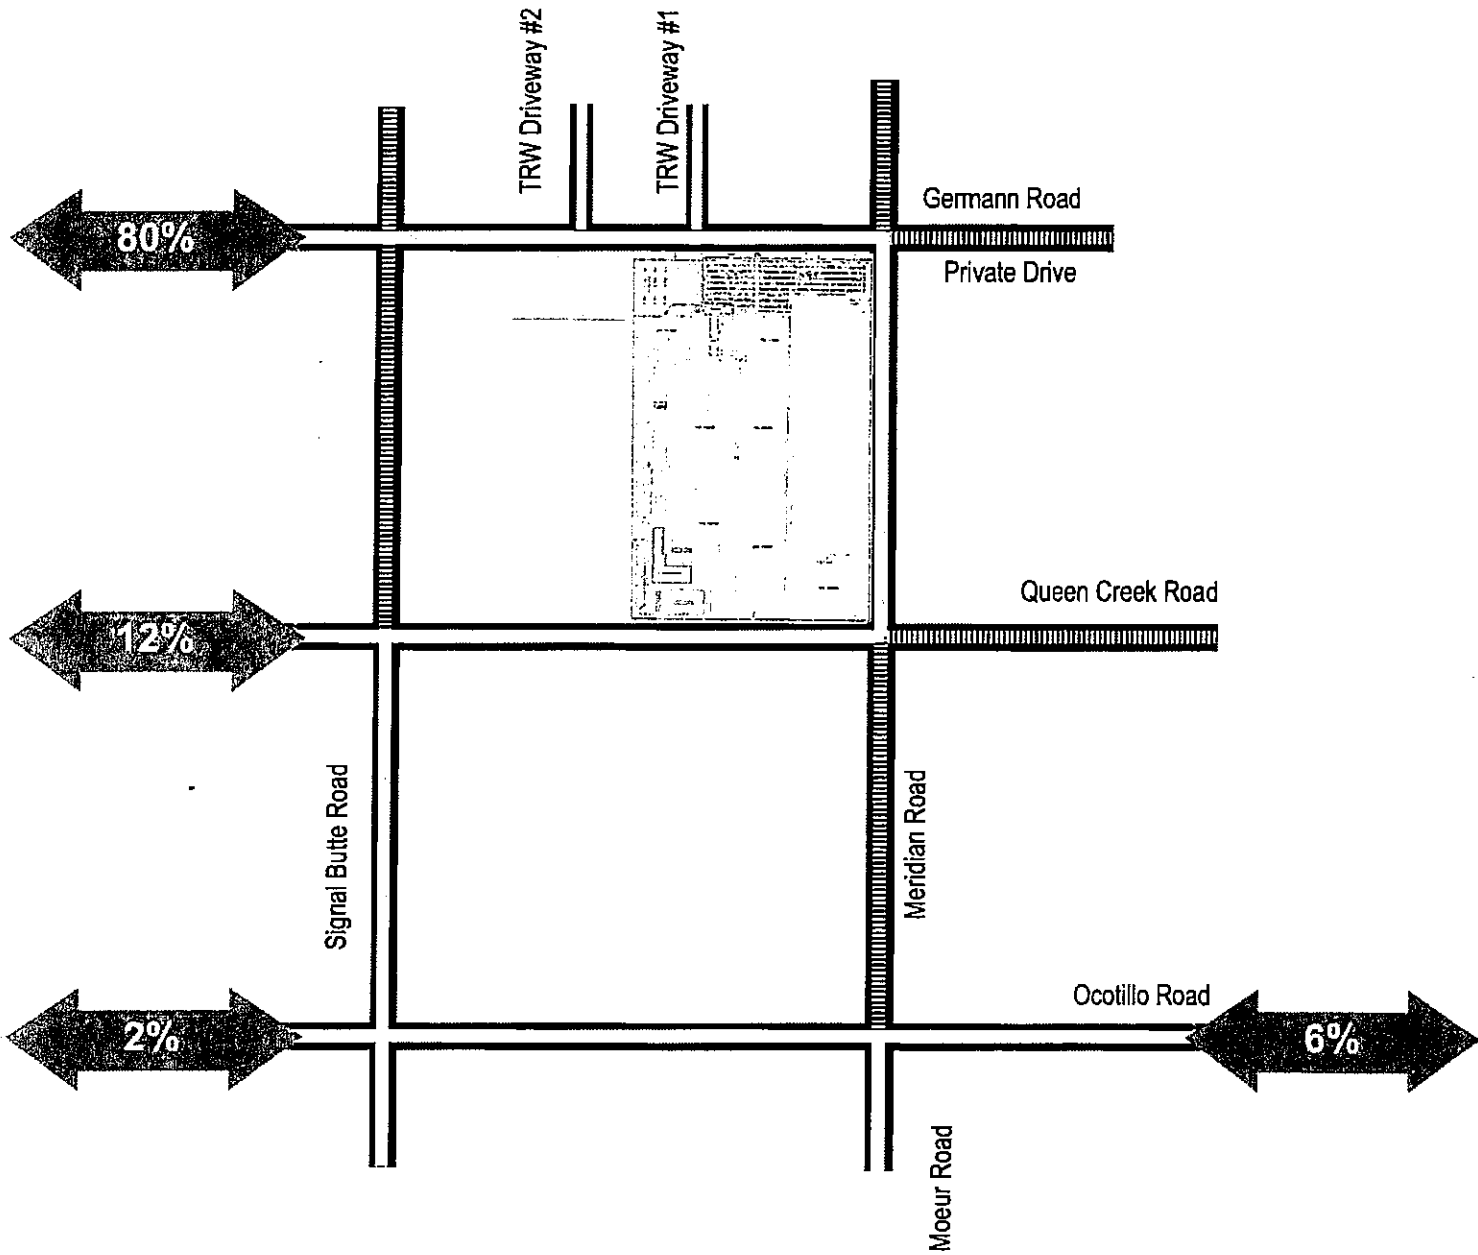 TRW Driveway #2
TRW Driveway #1
Germann Road
80%
Private Drive
Queen Creek Road
12%
Signal Butte Road
Meridian Road
Ocotillo Road
2%
6%
Moeur Road